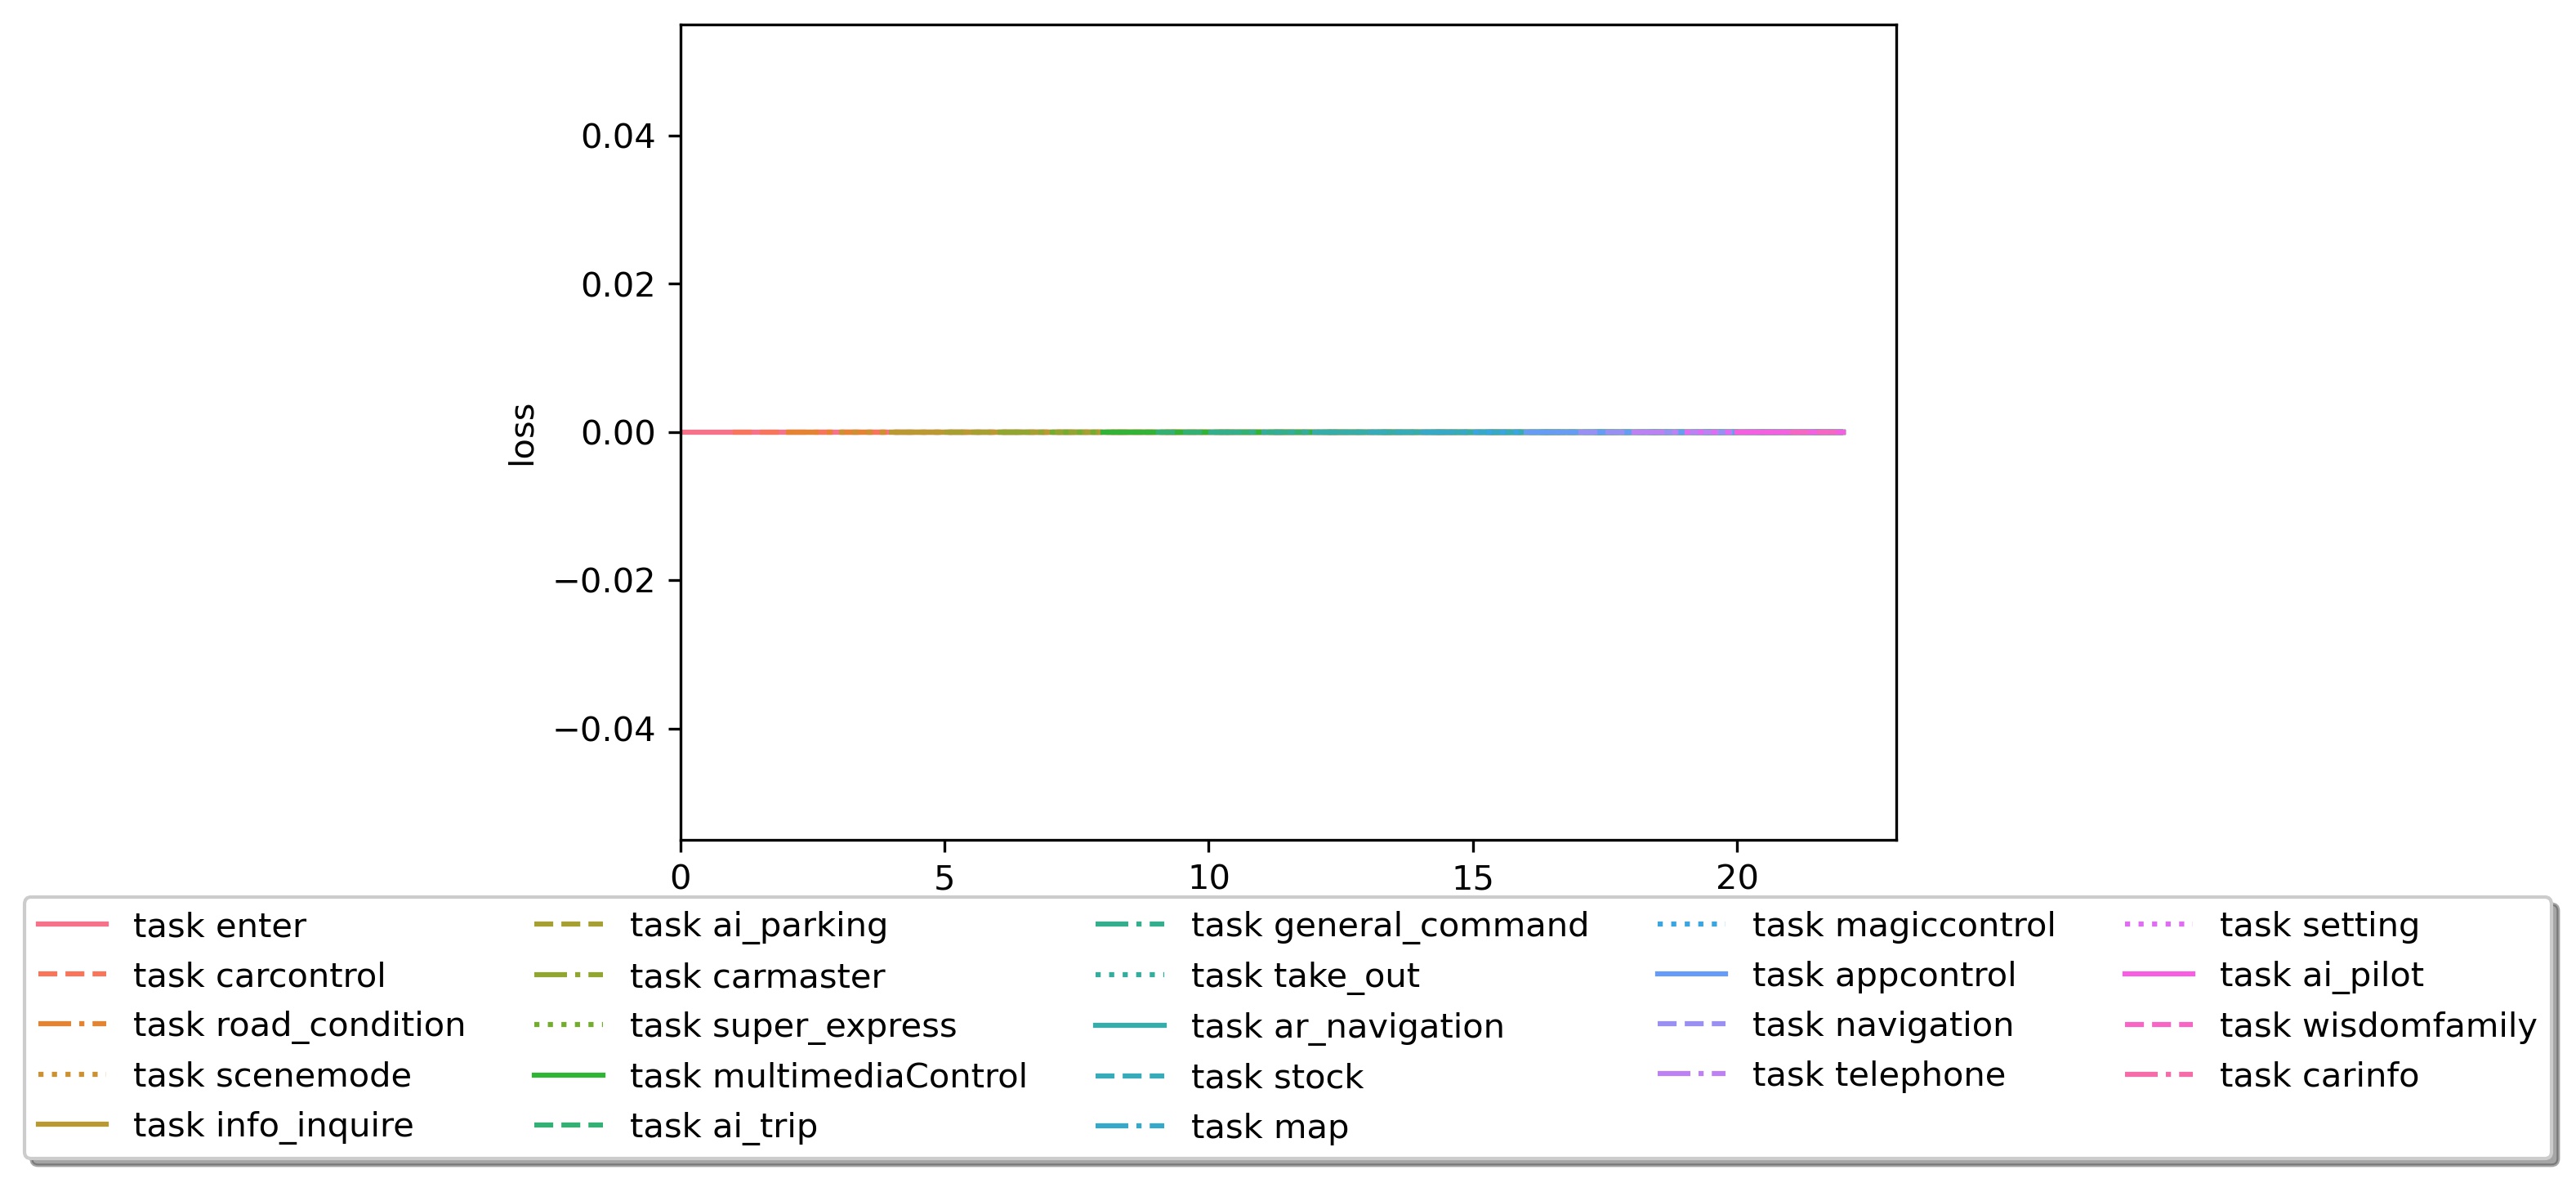 0.04
0.02
0.00
−0.02
−0.04
loss
0 5 10 15 20
task enter
task carcontrol
task road_condition
task scenemode
task info_inquire
task ai_parking
task carmaster
task super_express
task multimediaControl
task ai_trip
task general_command
task take_out
task ar_navigation
task stock
task map
task magiccontrol
task appcontrol
task navigation
task telephone
task setting
task ai_pilot
task wisdomfamily
task carinfo